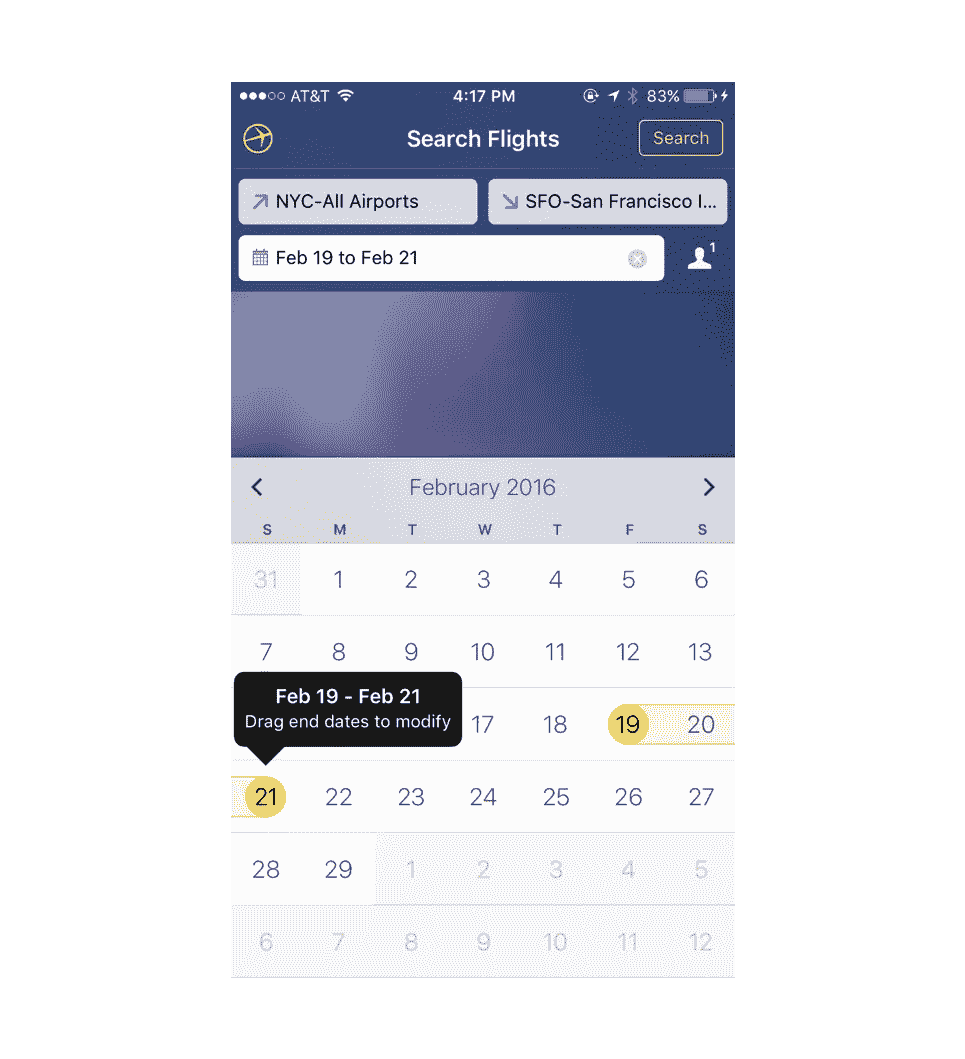 AT&T 4:17 PM 83%
Search Flights Search
NYC-All Airports SFO-San Francisco I...
Feb 19 to Feb 21 1
February 2016
S M T W T F S
31 1 2 3 4 5 6
7 8 9 10 11 12 13
Feb 19 - Feb 21
Drag end dates to modify
17 18 19 20
21 22 23 24 25 26 27
28 29 1 2 3 4 5
6 7 8 9 10 11 12